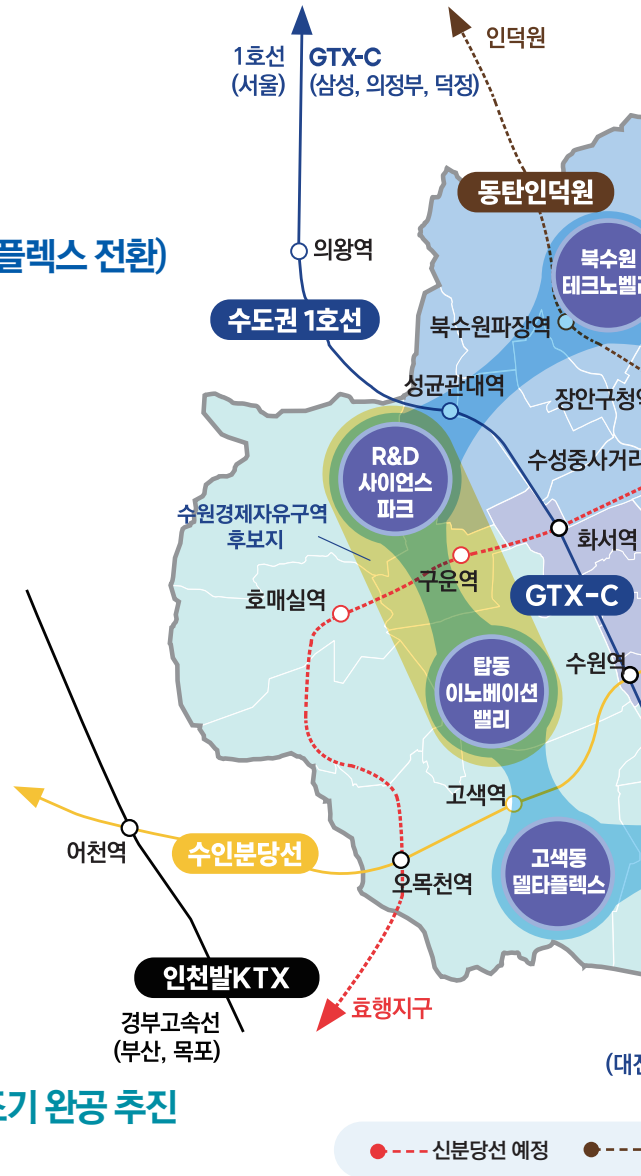 인덕원
1호선
(서울)
GTX-C
(삼성, 의정부, 덕정)
동탄인덕원
플렉스 전환)
의왕역
북수원
테크노벨
수도권 1호선
북수원파장역
성균관대역
장안구청
R&D
사이언스
파크
수성중사거리
수원경제자유구역
후보지
화서역
구운역
호매실역
GTX-C
탑동
이노베이션
밸리
수원역
고색역
어천역
수인분당선
고색동
델타플렉스
오목천역
인천발KTX
효행지구
경부고속선
(부산, 목포)
(대전
조기 완공 추진
신분당선 예정